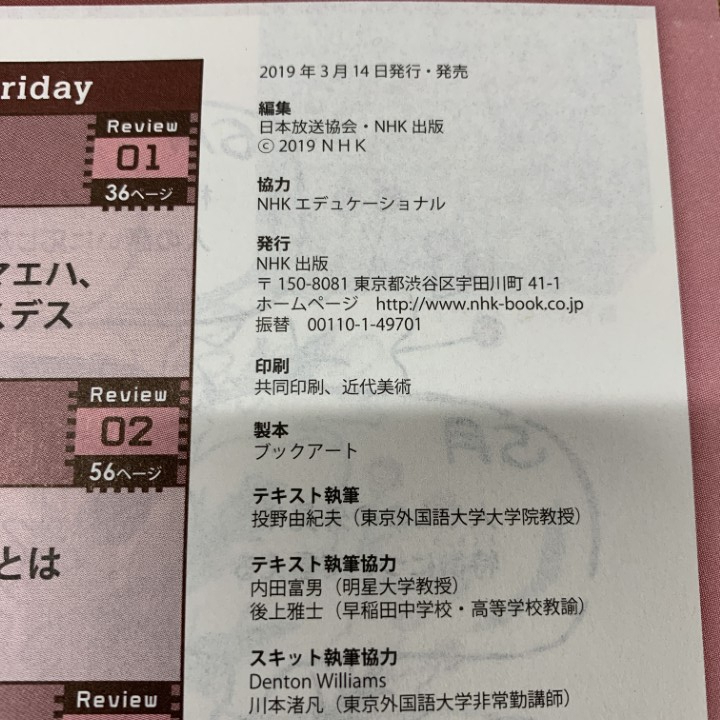 riday
Review
01
36ページ
マエハ、
スデス
Review
02
56ページ
とは
Review
2019年3月14日発行・発売
編集
日本放送協会・NHK出版
© 2019 NHK
協力
NHKエデュケーショナル
発行
NHK出版
〒150-8081 東京都渋谷区宇田川町 41-1
ホームページ http://www.nhk-book.co.jp
振替 00110-1-49701
印刷
共同印刷、近代美術
製本
ブックアート
テキスト執筆
投野由紀夫（東京外国語大学大学院教授）
テキスト執筆協力
内田富男（明星大学教授）
後上雅士（早稲田中学校・高等学校教諭）
スキット執筆協力
Denton Williams
川本渚凡（東京外国語大学非常勤講師）